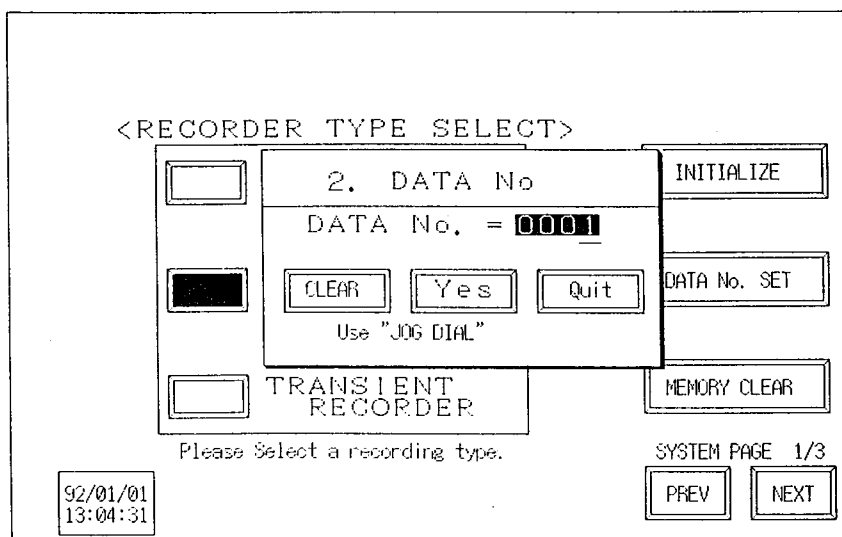 <RECORDER TYPE SELECT>
2. DATA No
DATA No. = 0001
CLEAR
Yes
Quit
Use "JOG DIAL"
TRANSIENT
RECORDER
Please Select a recording type.
INITIALIZE
DATA No. SET
MEMORY CLEAR
SYSTEM PAGE 1/3
PREV
NEXT
92/01/01
13:04:31